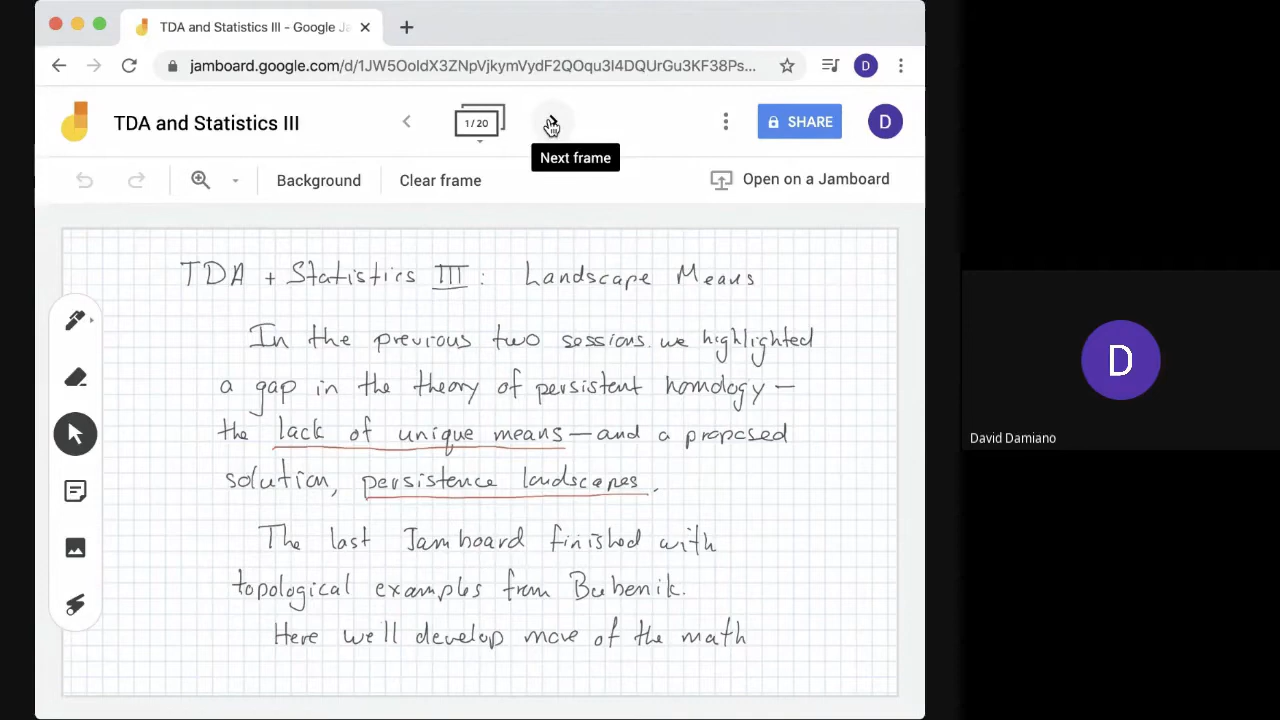 TDA and Statistics III - Google Ja
jamboard.google.com/d/1JW5OoIdX3ZNpVjkymVydF2QOqu3I4DQUrGu3KF38Ps...
D
TDA and Statistics III
1 / 20
SHARE
D
Next frame
Background
Clear frame
Open on a Jamboard
TDA + Statistics III : Landscape Means
In the previous two sessions we highlighted
a gap in the theory of persistent homology —
the lack of unique means — and a proposed
solution, persistence landscapes.
The last Jamboard finished with
topological examples from Bubenik.
Here we'll develop more of the math
D
David Damiano